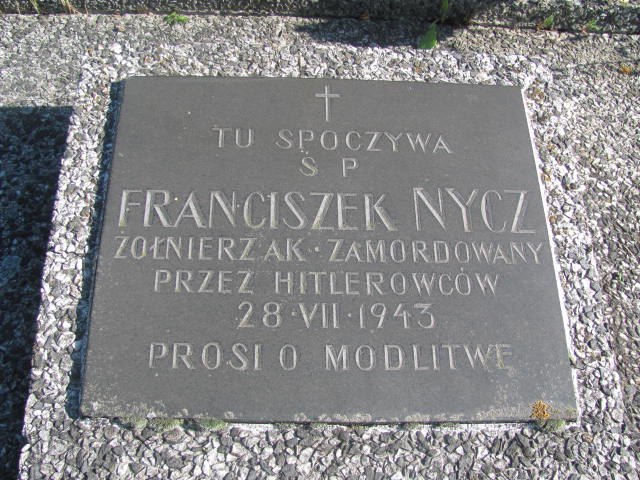 TU SPOCZYWA
Ś P
FRANCISZEK NYCZ
ŻOŁNIERZ AK · ZAMORDOWANY
PRZEZ HITLEROWCÓW
28 · VII · 1943
PROSI O MODLITWĘ